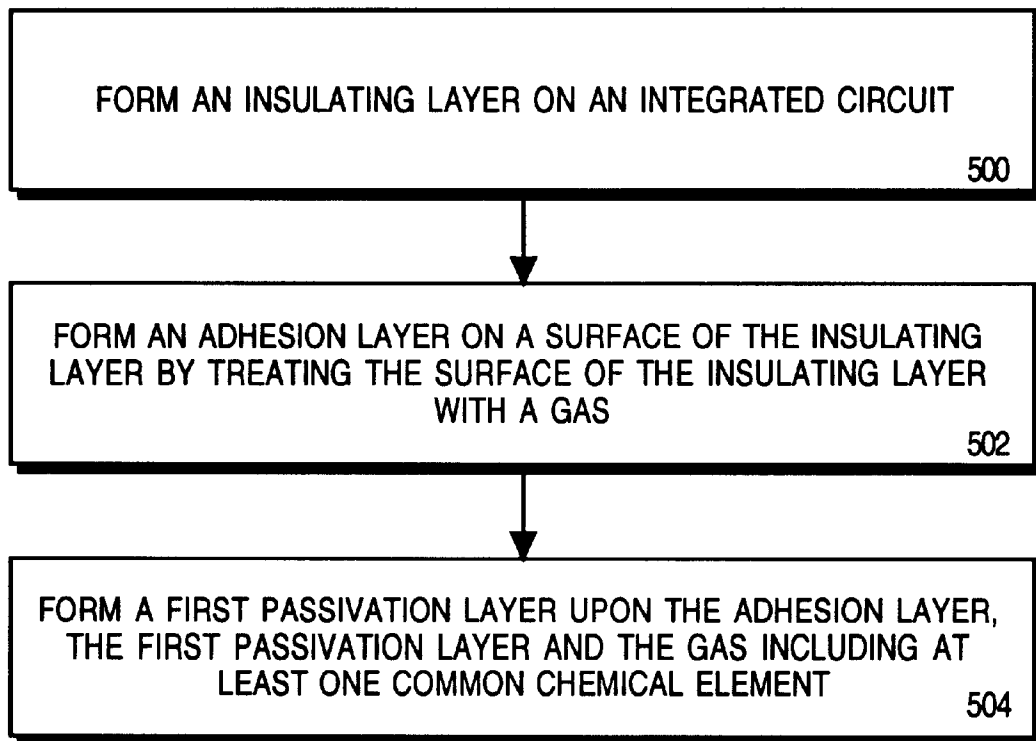 FORM AN INSULATING LAYER ON AN INTEGRATED CIRCUIT
500
FORM AN ADHESION LAYER ON A SURFACE OF THE INSULATING
LAYER BY TREATING THE SURFACE OF THE INSULATING LAYER
WITH A GAS
502
FORM A FIRST PASSIVATION LAYER UPON THE ADHESION LAYER,
THE FIRST PASSIVATION LAYER AND THE GAS INCLUDING AT
LEAST ONE COMMON CHEMICAL ELEMENT
504